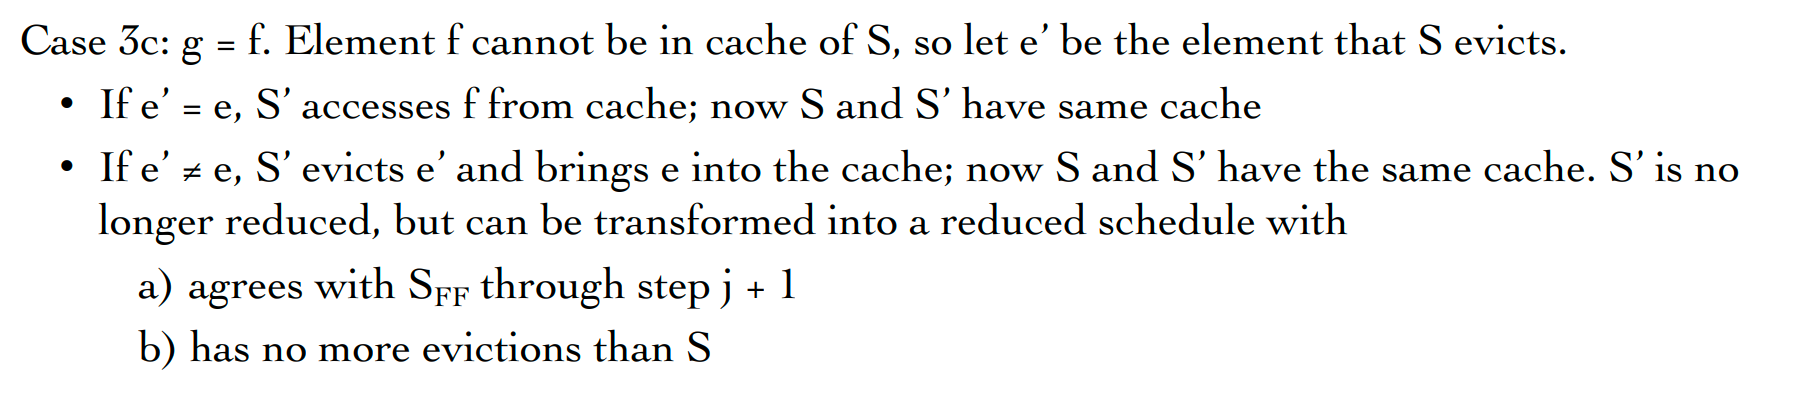 Case 3c: g = f. Element f cannot be in cache of S, so let e’ be the element that S evicts.
• If e’ = e, S’ accesses f from cache; now S and S’ have same cache
• If e’ ≠ e, S’ evicts e’ and brings e into the cache; now S and S’ have the same cache. S’ is no
longer reduced, but can be transformed into a reduced schedule with
a) agrees with SFF through step j + 1
b) has no more evictions than S